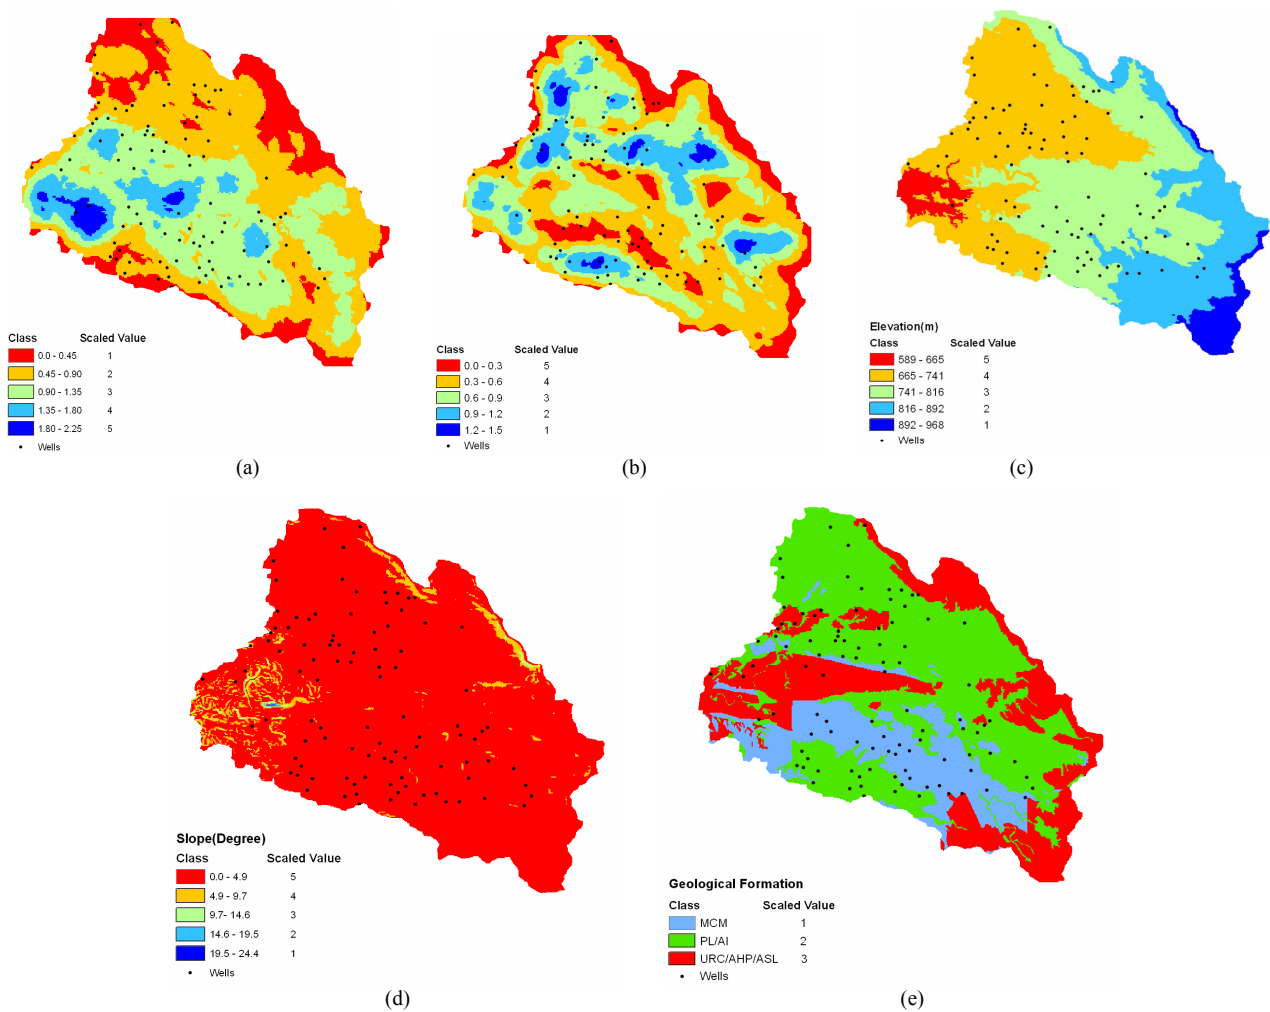 Class Scaled Value
0.0 - 0.45 1
0.45 - 0.90 2
0.90 - 1.35 3
1.35 - 1.80 4
1.80 - 2.25 5
Wells
(a)
Class Scaled Value
0.0 - 0.3 5
0.3 - 0.6 4
0.6 - 0.9 3
0.9 - 1.2 2
1.2 - 1.5 1
Wells
(b)
Elevation(m)
Class Scaled Value
589 - 665 5
665 - 741 4
741 - 816 3
816 - 892 2
892 - 968 1
Wells
(c)
Slope(Degree)
Class Scaled Value
0.0 - 4.9 5
4.9 - 9.7 4
9.7- 14.6 3
14.6 - 19.5 2
19.5 - 24.4 1
Wells
(d)
Geological Formation
Class Scaled Value
MCM 1
PL/AI 2
URC/AHP/ASL 3
Wells
(e)